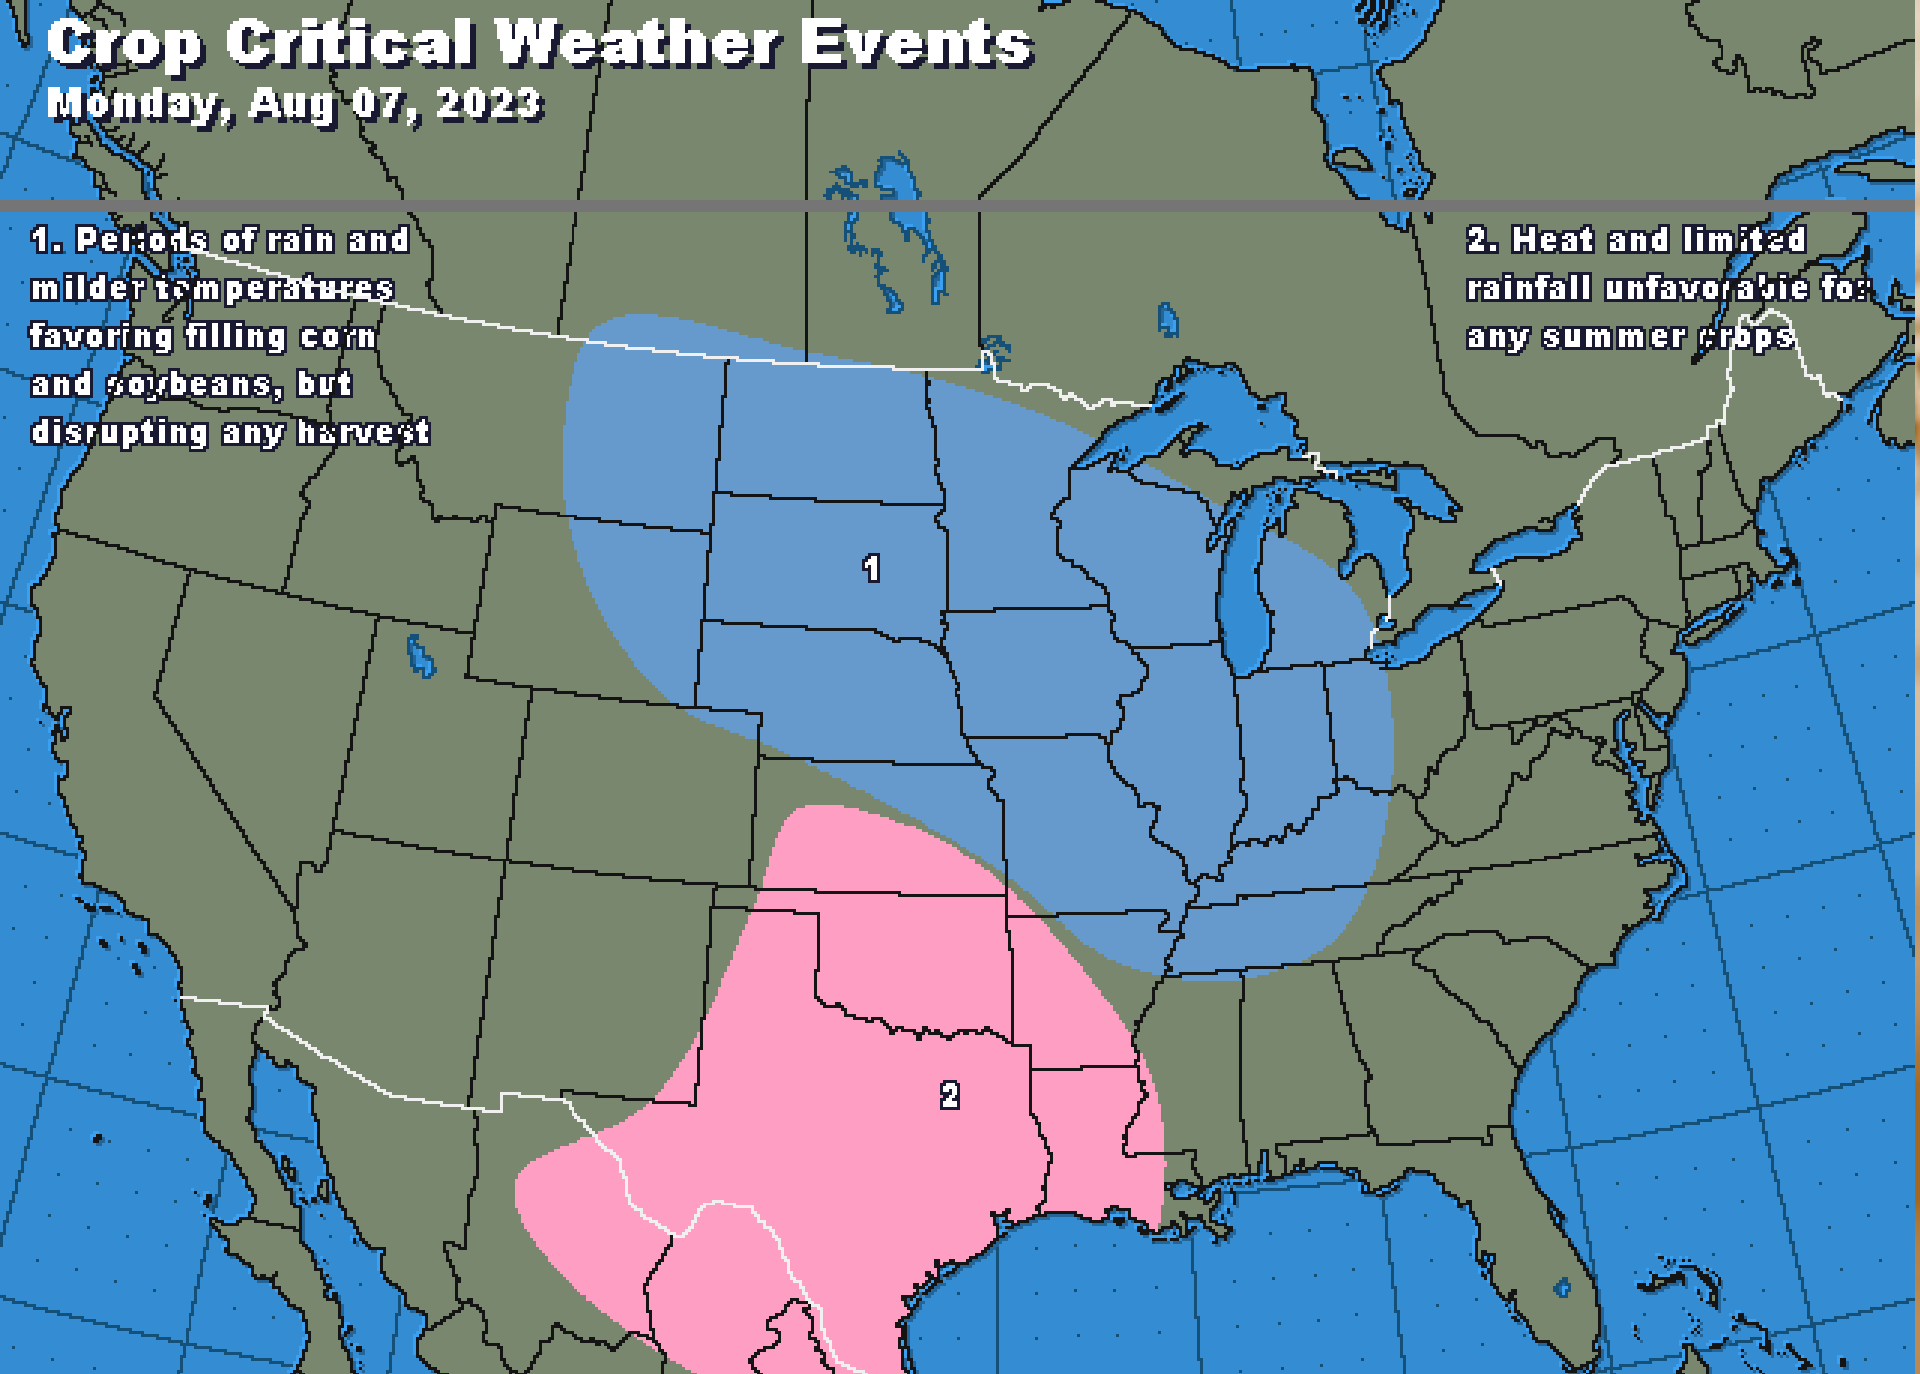 Crop Critical Weather Events
Monday, Aug 07, 2023
1. Periods of rain and
milder temperatures
favoring filling corn
and soybeans, but
disrupting any harvest
2. Heat and limited
rainfall unfavorable for
any summer crops
1
2